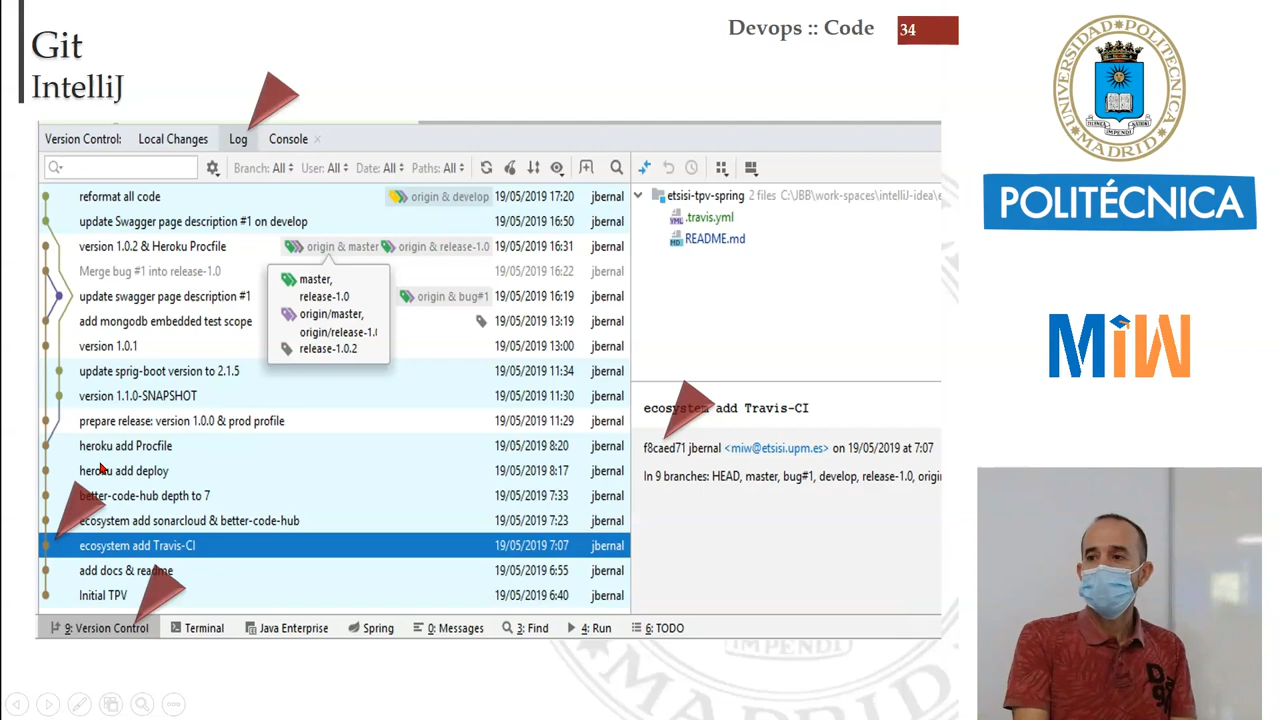 Git
IntelliJ
Devops :: Code 34
Version Control: Local Changes Log Console
Branch: All User: All Date: All Paths: All
reformat all code origin & develop 19/05/2019 17:20 jbernal
update Swagger page description #1 on develop 19/05/2019 16:50 jbernal
version 1.0.2 & Heroku Procfile origin & master origin & release-1.0 19/05/2019 16:31 jbernal
Merge bug #1 into release-1.0 19/05/2019 16:22 jbernal
update swagger page description #1 origin & bug#1 19/05/2019 16:19 jbernal
add mongodb embedded test scope 19/05/2019 13:19 jbernal
version 1.0.1 19/05/2019 13:00 jbernal
update sprig-boot version to 2.1.5 19/05/2019 11:34 jbernal
version 1.1.0-SNAPSHOT 19/05/2019 11:30 jbernal
prepare release: version 1.0.0 & prod profile 19/05/2019 11:29 jbernal
heroku add Procfile 19/05/2019 8:20 jbernal
heroku add deploy 19/05/2019 8:17 jbernal
better-code-hub depth to 7 19/05/2019 7:33 jbernal
ecosystem add sonarcloud & better-code-hub 19/05/2019 7:23 jbernal
ecosystem add Travis-CI 19/05/2019 7:07 jbernal
add docs & readme 19/05/2019 6:55 jbernal
Initial TPV 19/05/2019 6:40 jbernal
master,
release-1.0
origin/master,
origin/release-1.0
release-1.0.2
etsisi-tpv-spring 2 files C:\JBB\work-spaces\intelliJ-idea\e
.travis.yml
README.md
ecosystem add Travis-CI
f8caed71 jbernal <miw@etsisi.upm.es> on 19/05/2019 at 7:07
In 9 branches: HEAD, master, bug#1, develop, release-1.0, origin
9: Version Control Terminal Java Enterprise Spring 0: Messages 3: Find 4: Run 6: TODO
UNIVERSIDAD POLITÉCNICA
DE MADRID
POLITÉCNICA
MiW